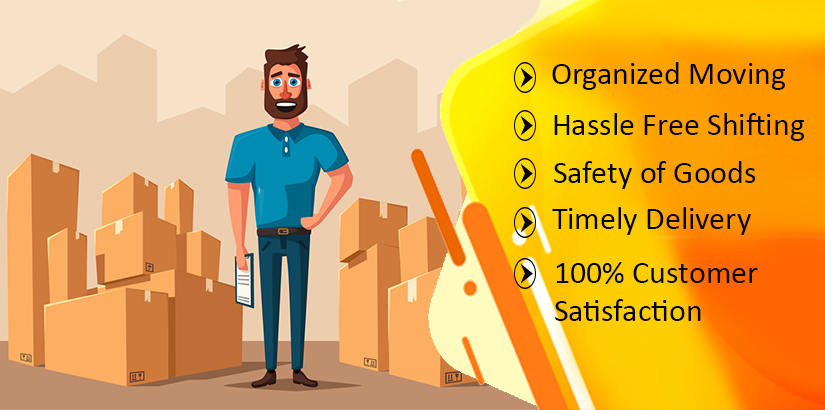 Organized Moving
Hassle Free Shifting
Safety of Goods
Timely Delivery
100% Customer
Satisfaction